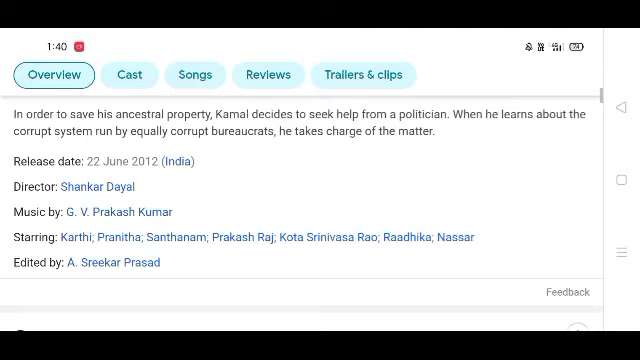 1:40
Overview
Cast
Songs
Reviews
Trailers & clips
In order to save his ancestral property, Kamal decides to seek help from a politician. When he learns about the
corrupt system run by equally corrupt bureaucrats, he takes charge of the matter.
Release date: 22 June 2012 (India)
Director: Shankar Dayal
Music by: G. V. Prakash Kumar
Starring: Karthi; Pranitha; Santhanam; Prakash Raj; Kota Srinivasa Rao; Raadhika; Nassar
Edited by: A. Sreekar Prasad
Feedback